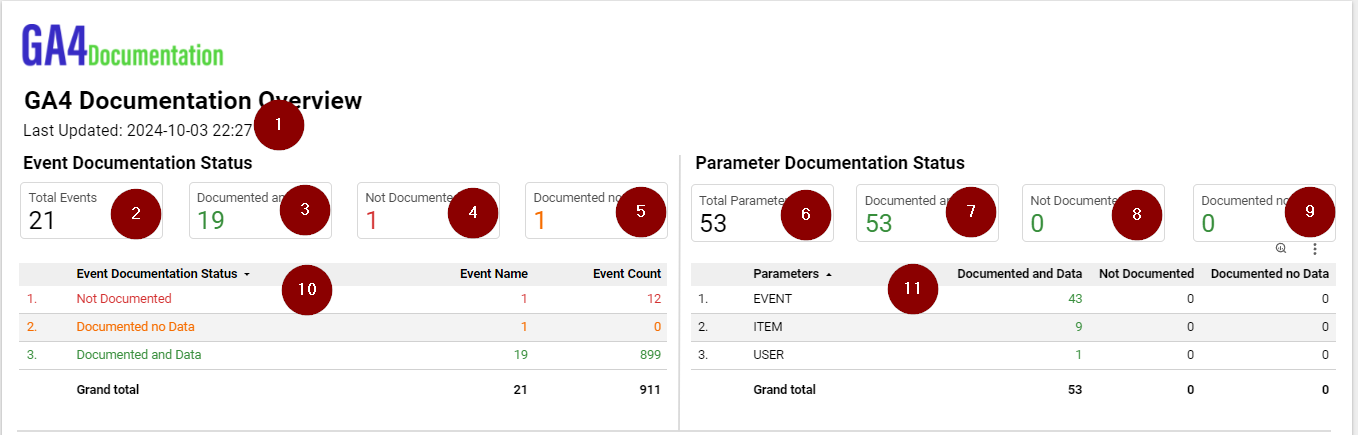 GA4Documentation
GA4 Documentation Overview
Last Updated: 2024-10-03 22:27
1
Event Documentation Status
Parameter Documentation Status
Total Events
21
2
Documented
19
3
Not Documented
1
4
Documented
1
5
Total Parameter
53
6
Documented
53
7
Not Documente
0
8
Documented no
0
9
Event Documentation Status Event Name Event Count
10
1. Not Documented 1 12
2. Documented no Data 1 0
3. Documented and Data 19 899
Grand total 21 911
Parameters Documented and Data Not Documented Documented no Data
11
1. EVENT 43 0 0
2. ITEM 9 0 0
3. USER 1 0 0
Grand total 53 0 0